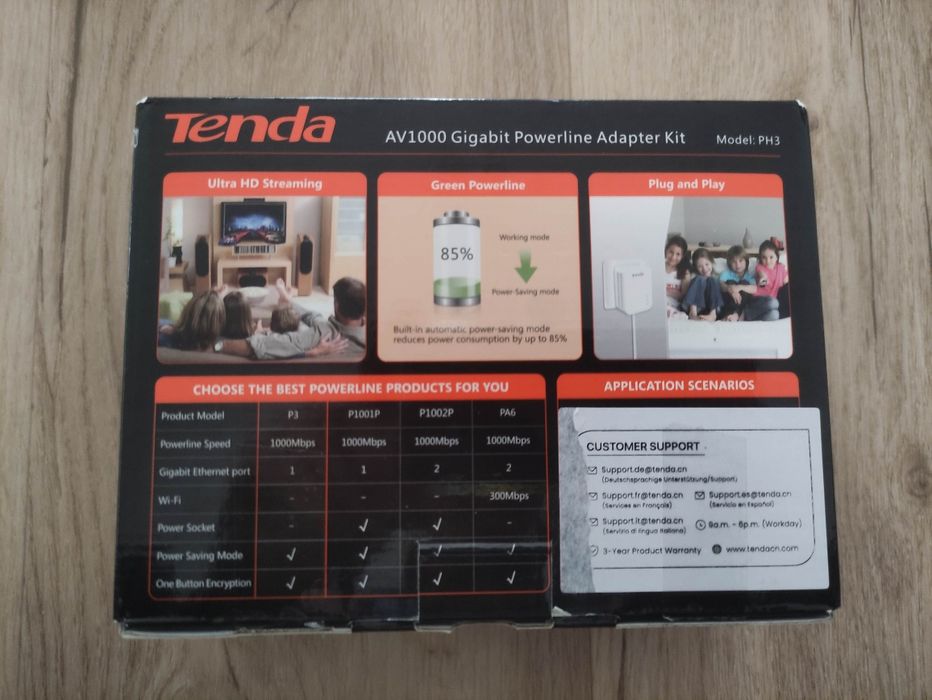 Tenda
AV1000 Gigabit Powerline Adapter Kit
Model: PH3
Ultra HD Streaming
Green Powerline
85%
Working mode
Power-Saving mode
Built-in automatic power-saving mode
reduces power consumption by up to 85%
Plug and Play
Tenda
CHOOSE THE BEST POWERLINE PRODUCTS FOR YOU
Product Model P3 P1001P P1002P PA6
Powerline Speed 1000Mbps 1000Mbps 1000Mbps 1000Mbps
Gigabit Ethernet port 1 1 2 2
Wi-Fi - - - 300Mbps
Power Socket - ✓ ✓ -
Power Saving Mode ✓ ✓ ✓ ✓
One Button Encryption ✓ ✓ ✓ ✓
APPLICATION SCENARIOS
CUSTOMER SUPPORT
Support.de@tenda.cn
(Deutschsprachige Unterstützung/Support)
Support.fr@tenda.cn
(Services en Français)
Support.es@tenda.cn
(Servicio en Español)
Support.it@tenda.cn
(Servizio di lingua Italiana)
9a.m. - 6p.m. (Workday)
3-Year Product Warranty
www.tendacn.com